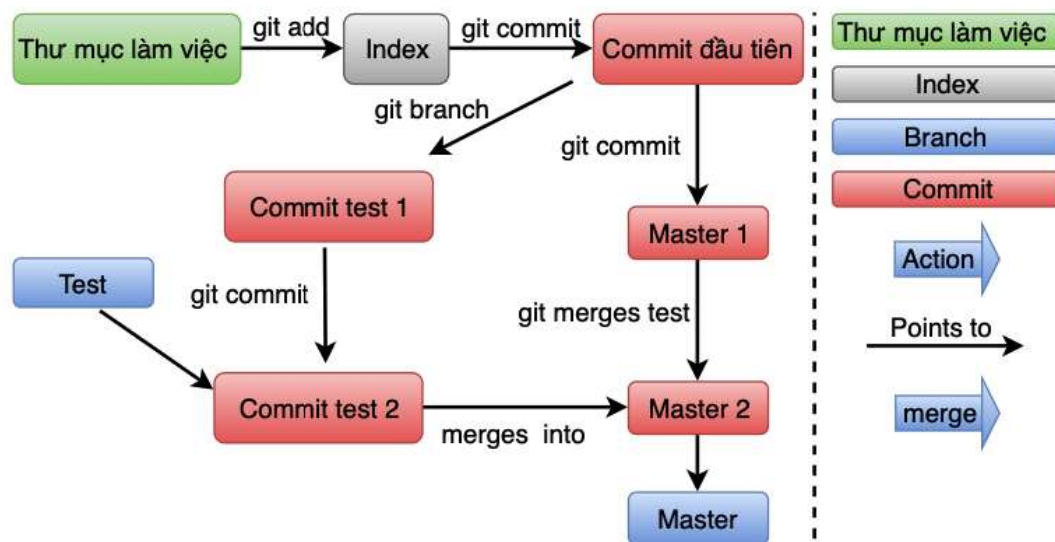 Thư mục làm việc
git add
Index
git commit
Commit đầu tiên
git branch
git commit
Commit test 1
Master 1
Test
git commit
git merges test
Commit test 2
merges into
Master 2
Master
Thư mục làm việc
Index
Branch
Commit
Action
Points to
merge